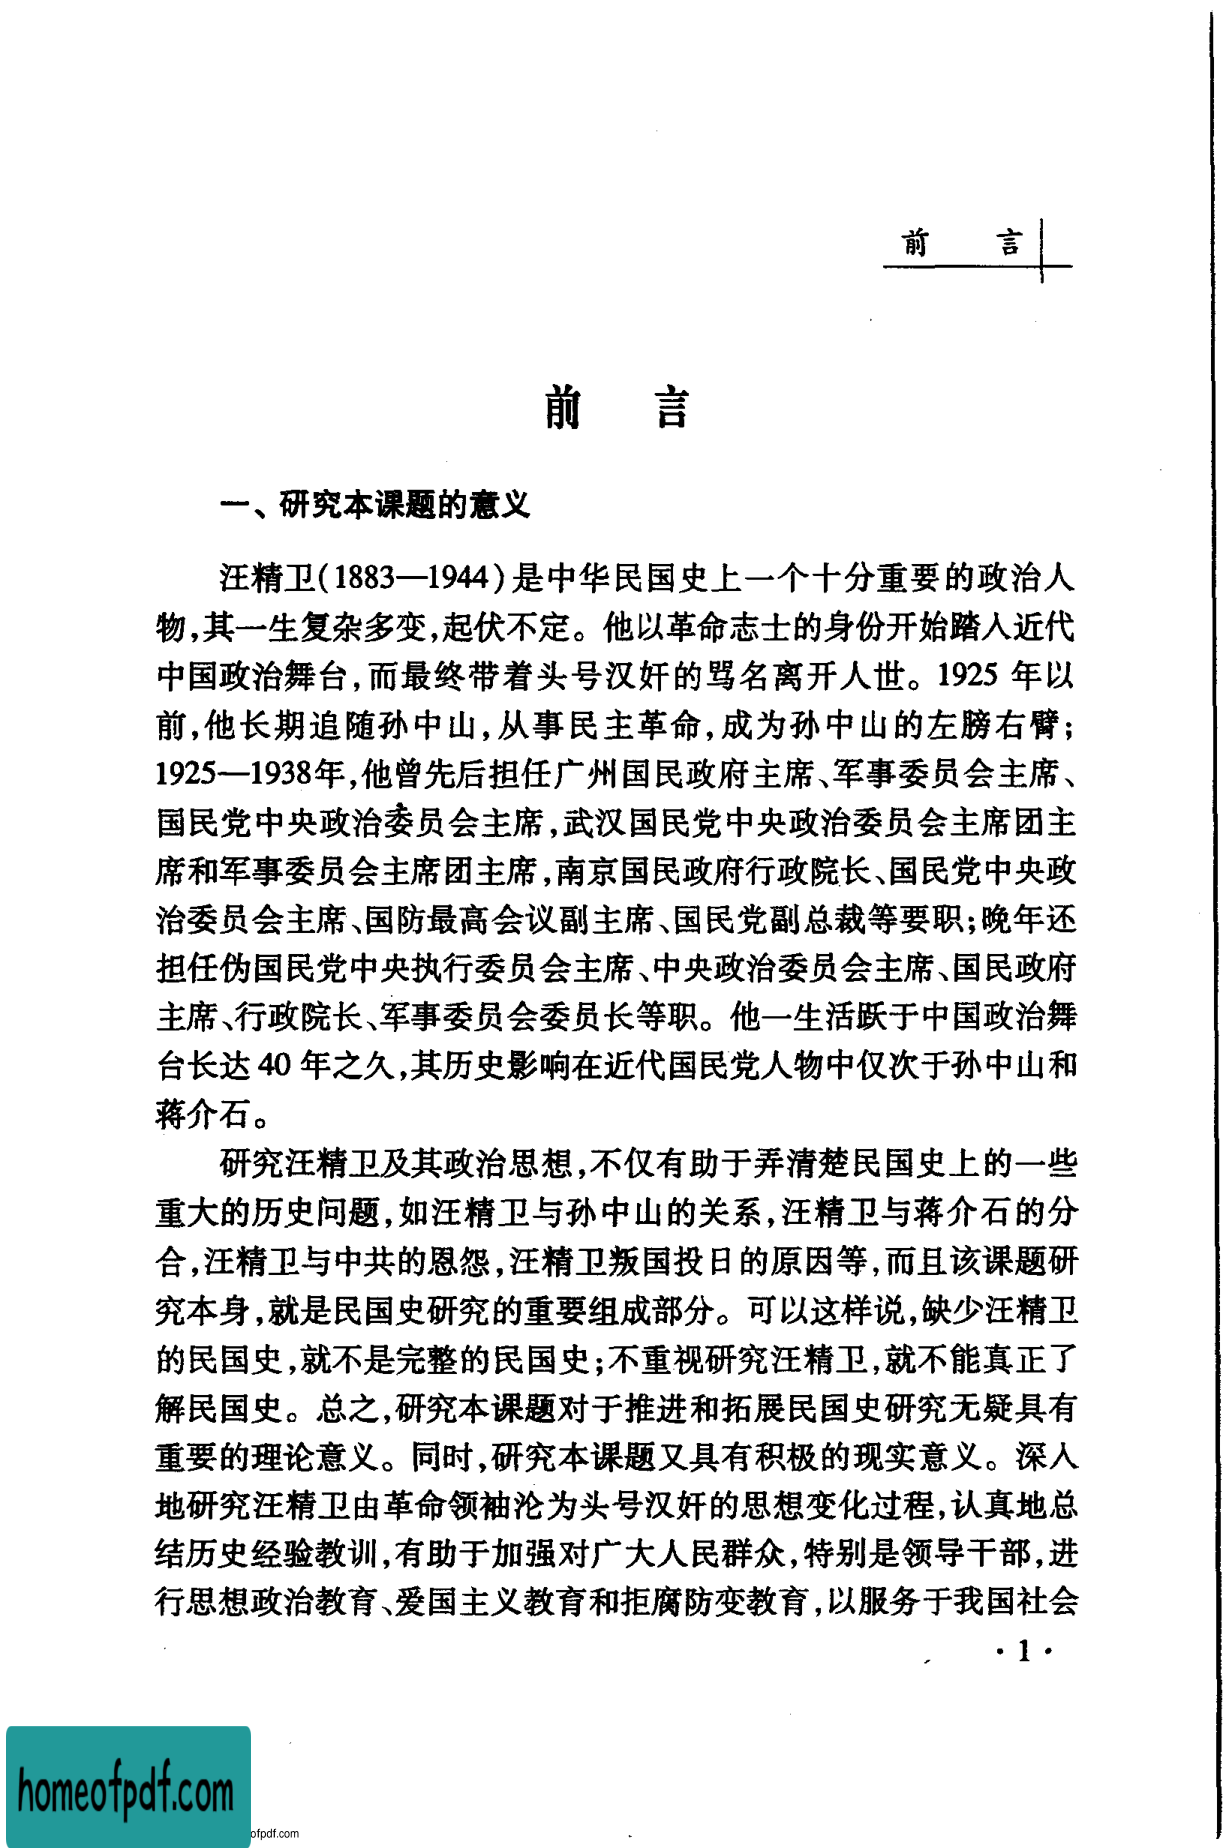 前 言
前 言
一、研究本课题的意义
汪精卫(1883—1944)是中华民国史上一个十分重要的政治人
物,其一生复杂多变,起伏不定。他以革命志士的身份开始踏入近代
中国政治舞台,而最终带着头号汉奸的骂名离开人世。1925 年以
前,他长期追随孙中山,从事民主革命,成为孙中山的左膀右臂;
1925—1938年,他曾先后担任广州国民政府主席、军事委员会主席、
国民党中央政治委员会主席,武汉国民党中央政治委员会主席团主
席和军事委员会主席团主席,南京国民政府行政院长、国民党中央政
治委员会主席、国防最高会议副主席、国民党副总裁等要职;晚年还
担任伪国民党中央执行委员会主席、中央政治委员会主席、国民政府
主席、行政院长、军事委员会委员长等职。他一生活跃于中国政治舞
台长达 40 年之久,其历史影响在近代国民党人物中仅次于孙中山和
蒋介石。
研究汪精卫及其政治思想,不仅有助于弄清楚民国史上的一些
重大的历史问题,如汪精卫与孙中山的关系,汪精卫与蒋介石的分
合,汪精卫与中共的恩怨,汪精卫叛国投日的原因等,而且该课题研
究本身,就是民国史研究的重要组成部分。可以这样说,缺少汪精卫
的民国史,就不是完整的民国史;不重视研究汪精卫,就不能真正了
解民国史。总之,研究本课题对于推进和拓展民国史研究无疑具有
重要的理论意义。同时,研究本课题又具有积极的现实意义。深入
地研究汪精卫由革命领袖沦为头号汉奸的思想变化过程,认真地总
结历史经验教训,有助于加强对广大人民群众,特别是领导干部,进
行思想政治教育、爱国主义教育和拒腐防变教育,以服务于我国社会
·1·
homeofpdf.com
ofpdf.com